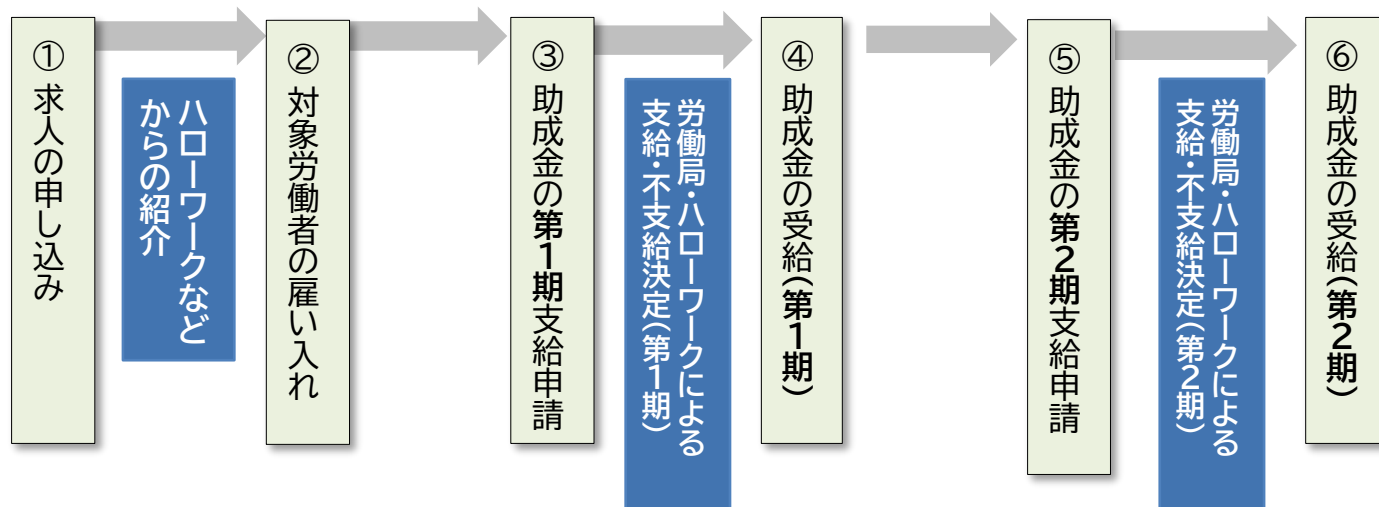 ① 求人の申し込み
ハローワークなど
からの紹介
② 対象労働者の雇い入れ
③ 助成金の第1期支給申請
労働局・ハローワークによる
支給・不支給決定(第1期)
④ 助成金の受給(第1期)
⑤ 助成金の第2期支給申請
労働局・ハローワークによる
支給・不支給決定(第2期)
⑥ 助成金の受給(第2期)